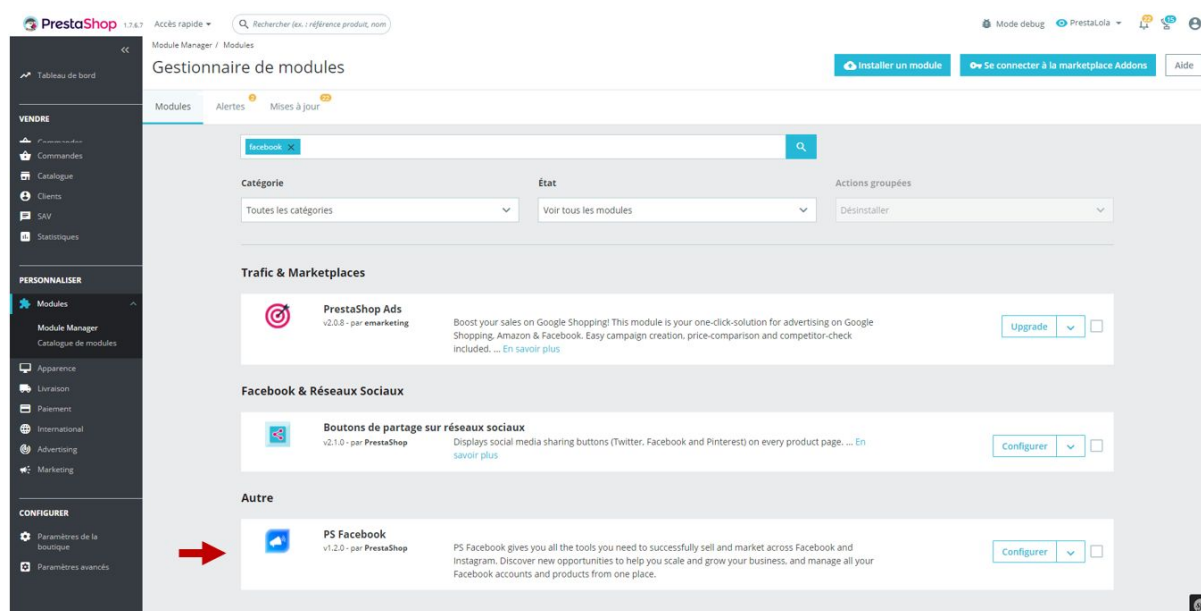 PrestaShop 1.7.6.7 Accès rapide Rechercher (ex. : référence produit, nom Mode debug PrestaLola
Module Manager / Modules
Gestionnaire de modules
Installer un module Se connecter à la marketplace Addons Aide
Modules Alertes 2 Mises à jour 22
Tableau de bord
VENDRE
Commandes
Catalogue
Clients
SAV
Statistiques
PERSONNALISER
Modules
Module Manager
Catalogue de modules
Apparence
Livraison
Paiement
International
Advertising
Marketing
CONFIGURER
Paramètres de la
boutique
Paramètres avancés
facebook
Catégorie État Actions groupées
Toutes les catégories Voir tous les modules Désinstaller
Trafic & Marketplaces
PrestaShop Ads
v2.0.8 - par emarketing
Boost your sales on Google Shopping! This module is your one-click-solution for advertising on Google
Shopping, Amazon & Facebook. Easy campaign creation, price-comparison and competitor-check
included. ... En savoir plus
Upgrade
Facebook & Réseaux Sociaux
Boutons de partage sur réseaux sociaux
v2.1.0 - par PrestaShop
Displays social media sharing buttons (Twitter, Facebook and Pinterest) on every product page. ... En
savoir plus
Configurer
Autre
PS Facebook
v1.2.0 - par PrestaShop
PS Facebook gives you all the tools you need to successfully sell and market across Facebook and
Instagram. Discover new opportunities to help you scale and grow your business, and manage all your
Facebook accounts and products from one place.
Configurer